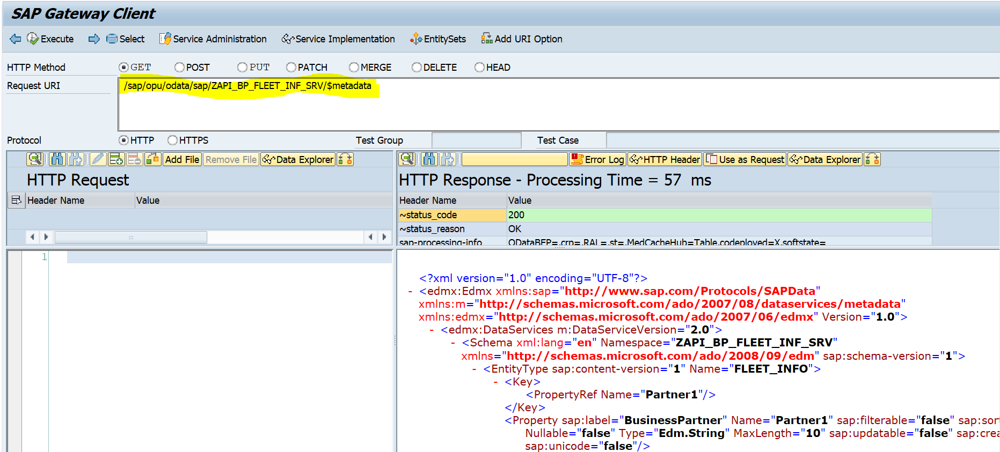 SAP Gateway Client
Execute Select Service Administration Service Implementation EntitySets Add URI Option
HTTP Method GET POST PUT PATCH MERGE DELETE HEAD
Request URI /sap/opu/odata/sap/ZAPI_BP_FLEET_INF_SRV/$metadata
Protocol HTTP HTTPS Test Group Test Case
Add File Remove File Data Explorer
Error Log HTTP Header Use as Request Data Explorer
HTTP Request
HTTP Response - Processing Time = 57 ms
Header Name Value
Header Name Value
~status_code 200
~status_reason OK
sap-processing-info ODataBEP=,crp=,RAL=,st=,MedCacheHub=Table,codeployed=X,softstate=
1
<?xml version="1.0" encoding="UTF-8"?>
- <edmx:Edmx xmlns:sap="http://www.sap.com/Protocols/SAPData"
xmlns:m="http://schemas.microsoft.com/ado/2007/08/dataservices/metadata"
xmlns:edmx="http://schemas.microsoft.com/ado/2007/06/edmx" Version="1.0">
- <edmx:DataServices m:DataServiceVersion="2.0">
- <Schema xml:lang="en" Namespace="ZAPI_BP_FLEET_INF_SRV"
xmlns="http://schemas.microsoft.com/ado/2008/09/edm" sap:schema-version="1">
- <EntityType sap:content-version="1" Name="FLEET_INFO">
- <Key>
<PropertyRef Name="Partner1"/>
</Key>
<Property sap:label="BusinessPartner" Name="Partner1" sap:filterable="false" sap:sort
Nullable="false" Type="Edm.String" MaxLength="10" sap:updatable="false" sap:crea
sap:unicode="false"/>